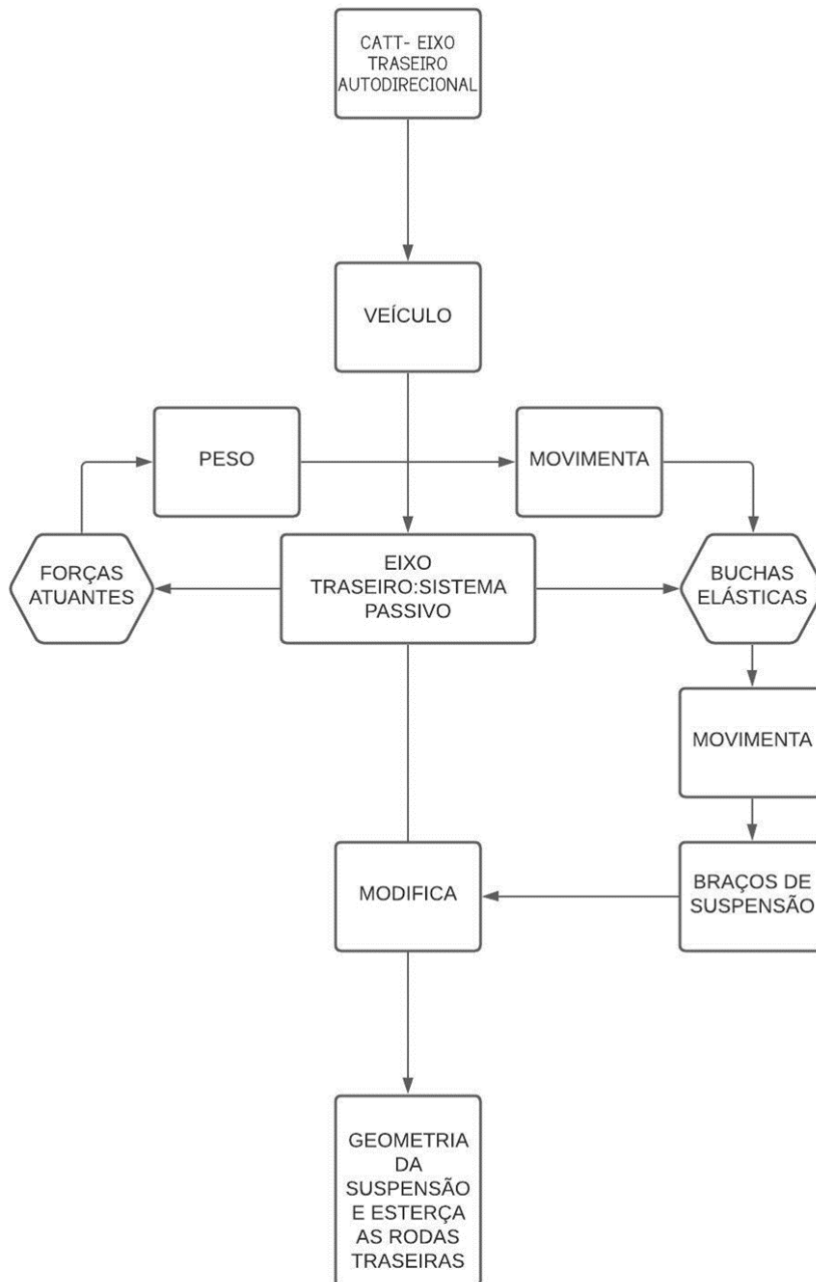 CATT- EIXO
TRASEIRO
AUTODIRECIONAL
VEÍCULO
PESO
MOVIMENTA
FORÇAS
ATUANTES
EIXO
TRASEIRO:SISTEMA
PASSIVO
BUCHAS
ELÁSTICAS
MOVIMENTA
MODIFICA
BRAÇOS DE
SUSPENSÃO
GEOMETRIA
DA
SUSPENSÃO
E ESTERÇA
AS RODAS
TRASEIRAS